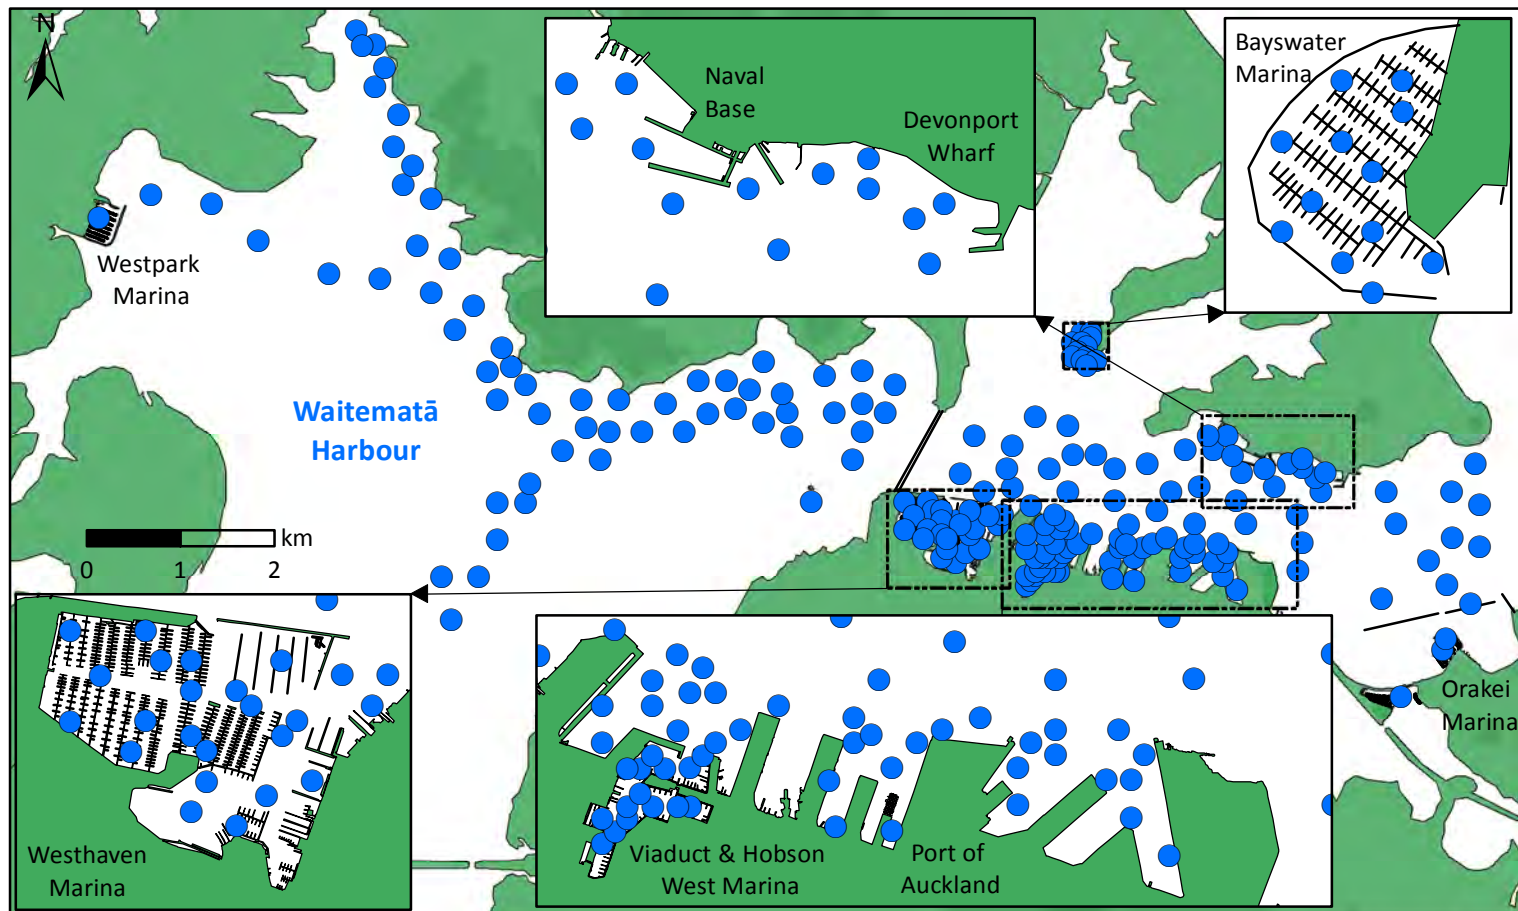 N
Naval
Base
Devonport
Wharf
Bayswater
Marina
Westpark
Marina
Waitematā
Harbour
km
0 1 2
Orakei
Marina
Westhaven
Marina
Viaduct & Hobson
West Marina
Port of
Auckland